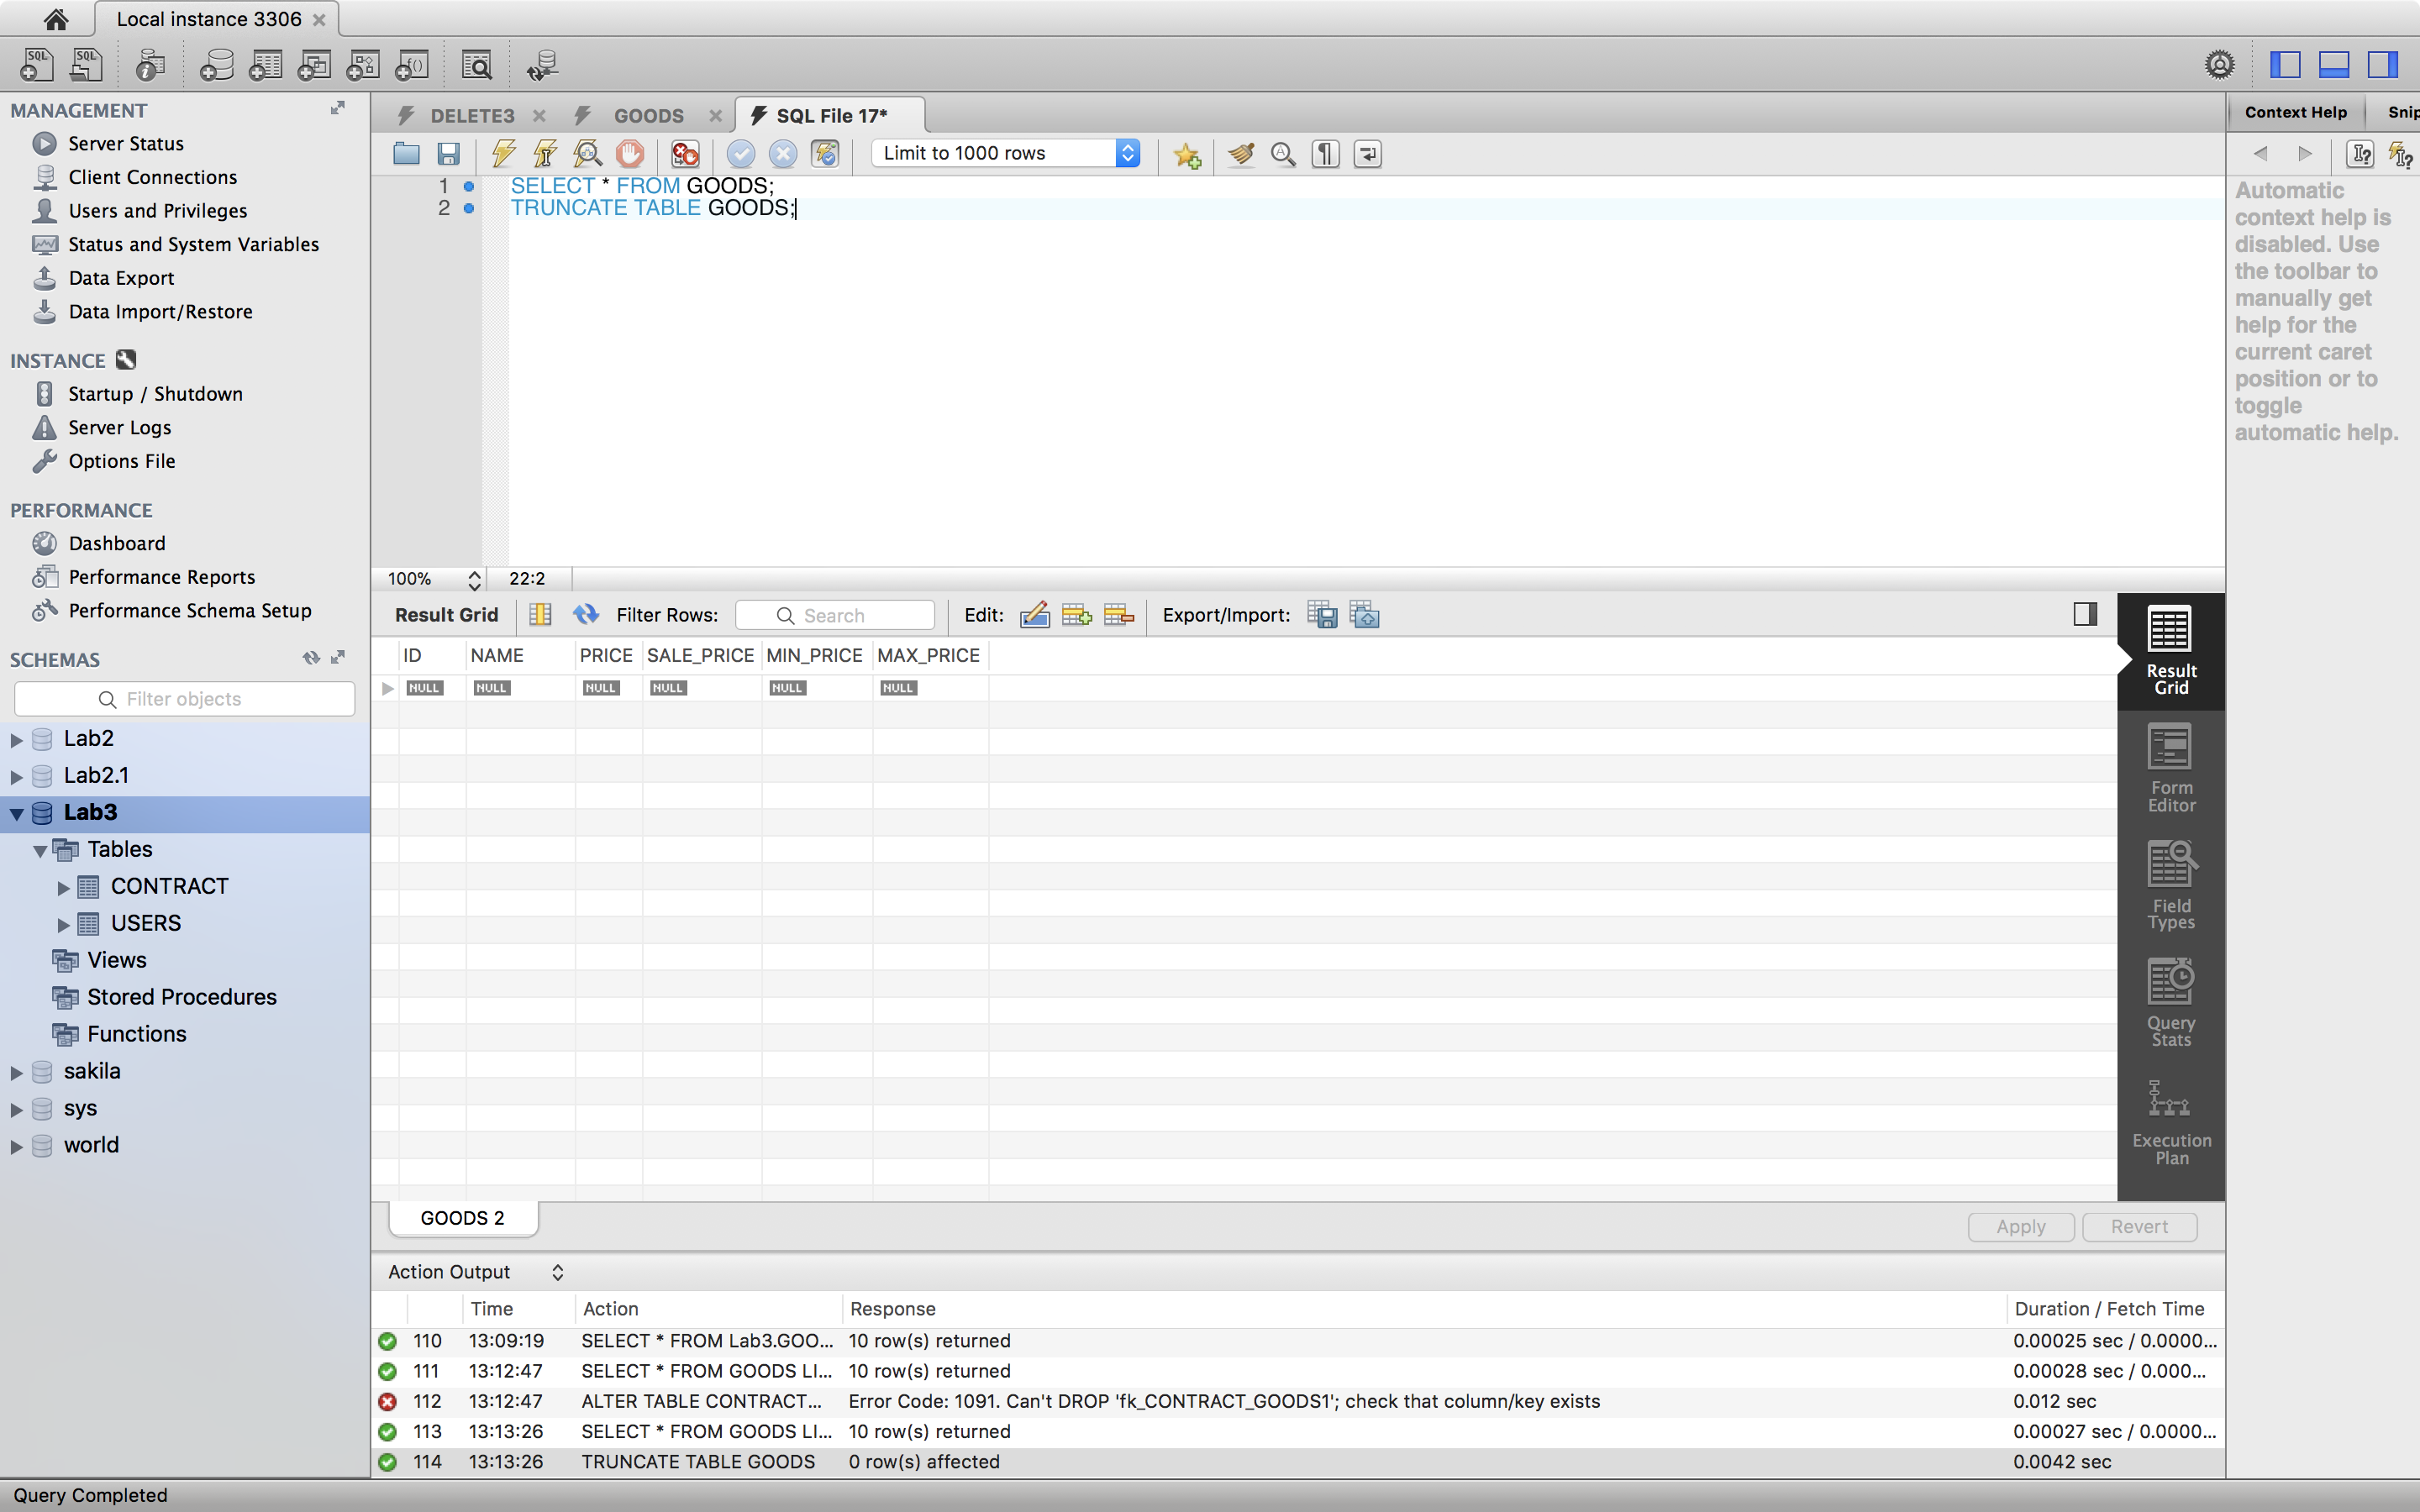 Local instance 3306
MANAGEMENT
Server Status
Client Connections
Users and Privileges
Status and System Variables
Data Export
Data Import/Restore
INSTANCE
Startup / Shutdown
Server Logs
Options File
PERFORMANCE
Dashboard
Performance Reports
Performance Schema Setup
SCHEMAS
Filter objects
Lab2
Lab2.1
Lab3
Tables
CONTRACT
USERS
Views
Stored Procedures
Functions
sakila
sys
world
DELETE3 GOODS SQL File 17*
Limit to 1000 rows
1 SELECT * FROM GOODS;
2 TRUNCATE TABLE GOODS;
100% 22:2
Result Grid Filter Rows: Search Edit: Export/Import:
ID NAME PRICE SALE_PRICE MIN_PRICE MAX_PRICE
NULL NULL NULL NULL NULL NULL
Result
Grid
Form
Editor
Field
Types
Query
Stats
Execution
Plan
GOODS 2 Apply Revert
Action Output
Time Action Response Duration / Fetch Time
110 13:09:19 SELECT * FROM Lab3.GOO... 10 row(s) returned 0.00025 sec / 0.0000...
111 13:12:47 SELECT * FROM GOODS LI... 10 row(s) returned 0.00028 sec / 0.000...
112 13:12:47 ALTER TABLE CONTRACT... Error Code: 1091. Can't DROP 'fk_CONTRACT_GOODS1'; check that column/key exists 0.012 sec
113 13:13:26 SELECT * FROM GOODS LI... 10 row(s) returned 0.00027 sec / 0.0000...
114 13:13:26 TRUNCATE TABLE GOODS 0 row(s) affected 0.0042 sec
Context Help Snip
Automatic
context help is
disabled. Use
the toolbar to
manually get
help for the
current caret
position or to
toggle
automatic help.
Query Completed